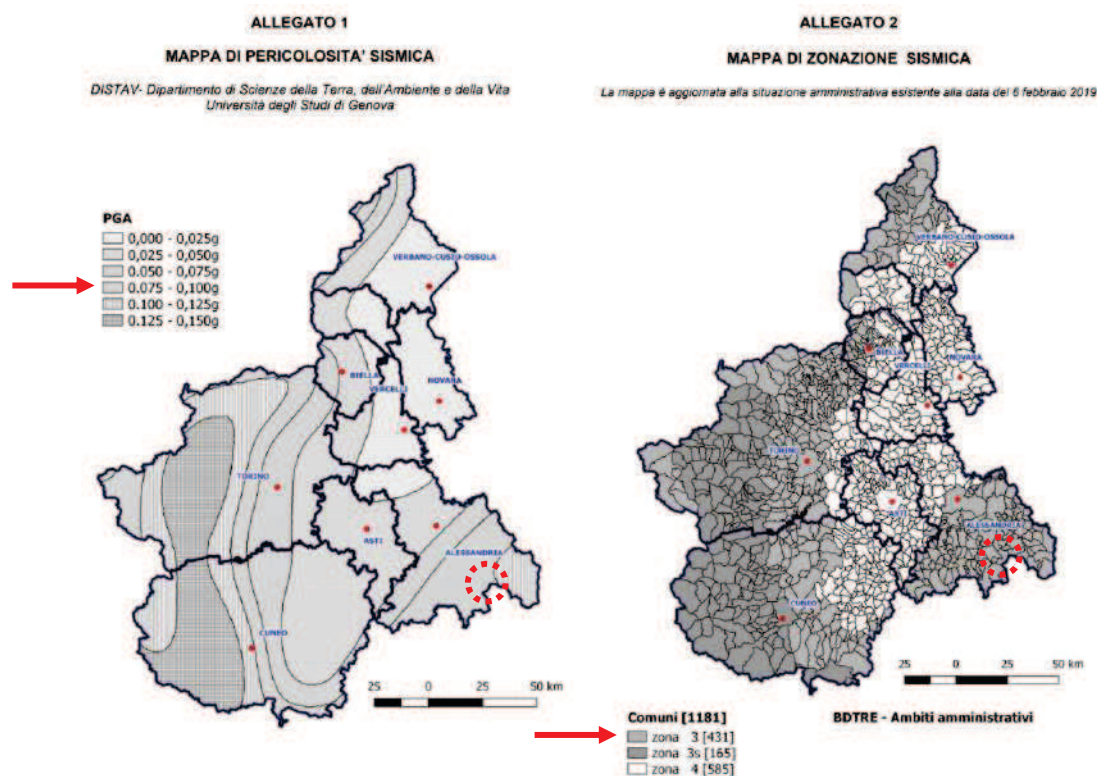 ALLEGATO 1
MAPPA DI PERICOLOSITA' SISMICA
DISTAV- Dipartimento di Scienze della Terra, dell'Ambiente e della Vita
Università degli Studi di Genova
PGA
0,000 - 0,025g
0,025 - 0,050g
0.050 - 0,075g
0.075 - 0,100g
0.100 - 0,125g
0.125 - 0,150g
VERBANO-CUSIO-OSSOLA
BIELLA
NOVARA
VERCELLI
TORINO
ASTI
ALESSANDRIA
CUNEO
25 0 25 50 km
ALLEGATO 2
MAPPA DI ZONAZIONE SISMICA
La mappa è aggiornata alla situazione amministrativa esistente alla data del 6 febbraio 2019
VERBANO-CUSIO-OSSOLA
BIELLA
NOVARA
VERCELLI
TORINO
ASTI
ALESSANDRIA
CUNEO
25 0 25 50 km
Comuni [1181]
zona 3 [431]
zona 3s [165]
zona 4 [585]
BDTRE - Ambiti amministrativi